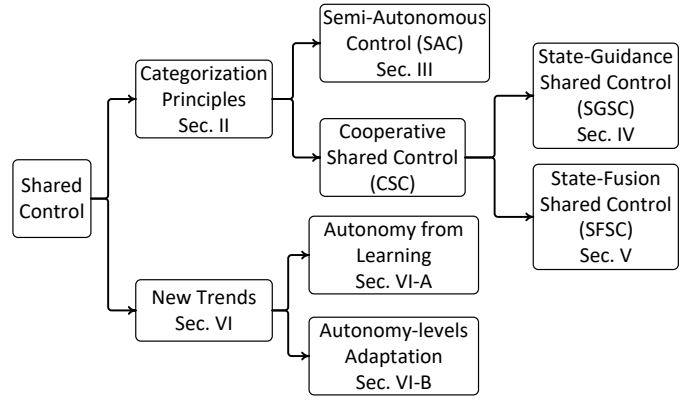 Shared
Control
Categorization
Principles
Sec. II
New Trends
Sec. VI
Semi-Autonomous
Control (SAC)
Sec. III
Cooperative
Shared Control
(CSC)
Autonomy from
Learning
Sec. VI-A
Autonomy-levels
Adaptation
Sec. VI-B
State-Guidance
Shared Control
(SGSC)
Sec. IV
State-Fusion
Shared Control
(SFSC)
Sec. V